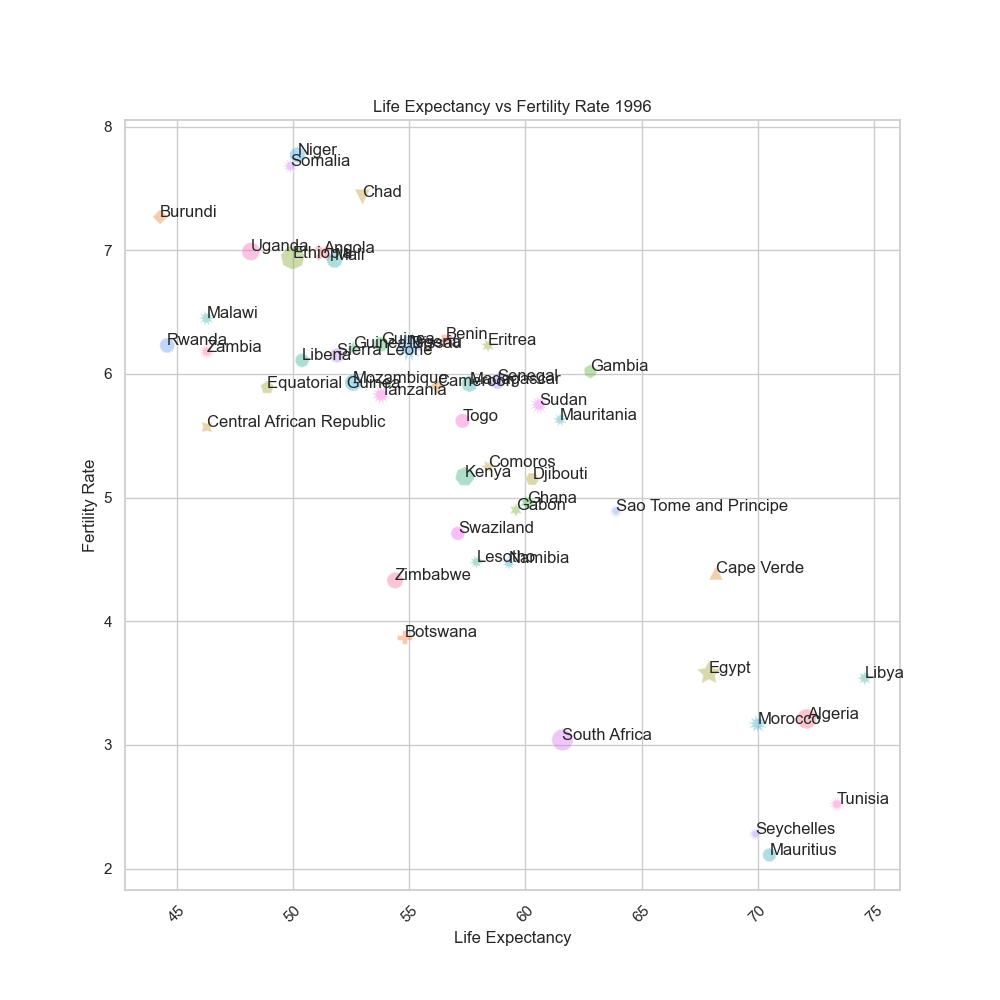 Life Expectancy vs Fertility Rate 1996
8
Niger
Somalia
Chad
Burundi
7
Uganda
Ethiopia
Angola
Mali
Malawi
Rwanda
Zambia
Liberia
Sierra Leone
Guinea
Benin
Eritrea
6
Gambia
Equatorial Guinea
Mozambique
Tanzania
Cameroon
Madagascar
Senegal
Sudan
Mauritania
Central African Republic
Togo
Comoros
Kenya
Djibouti
5
Ghana
Gabon
Sao Tome and Principe
Swaziland
Lesotho
Namibia
Zimbabwe
Cape Verde
4
Botswana
Egypt
Libya
Morocco
Algeria
3
South Africa
Tunisia
Seychelles
Mauritius
2
Fertility Rate
45
50
55
60
65
70
75
Life Expectancy